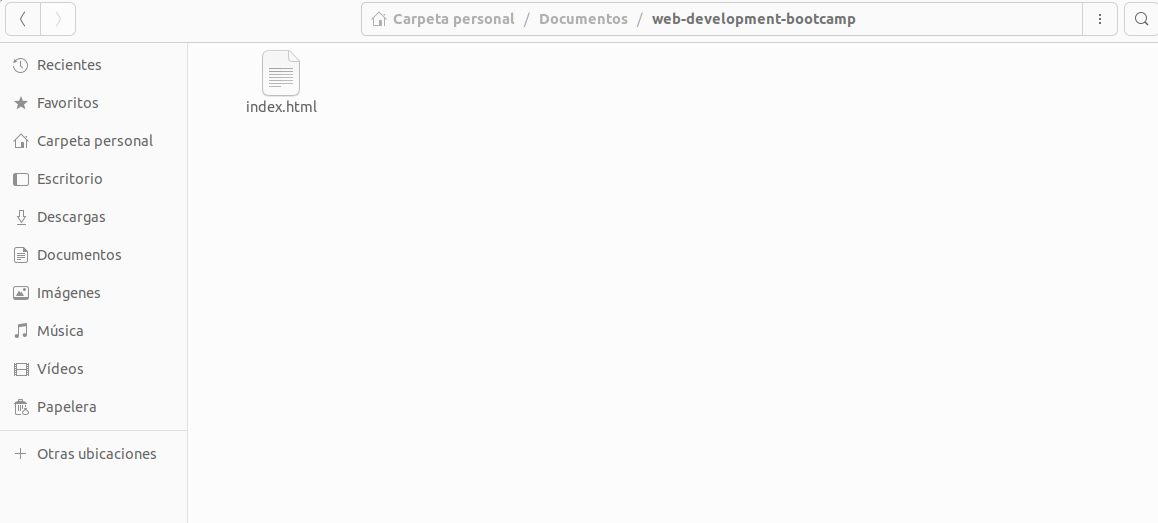 Carpeta personal / Documentos / web-development-bootcamp
Recientes
Favoritos
Carpeta personal
Escritorio
Descargas
Documentos
Imágenes
Música
Vídeos
Papelera
+ Otras ubicaciones
index.html